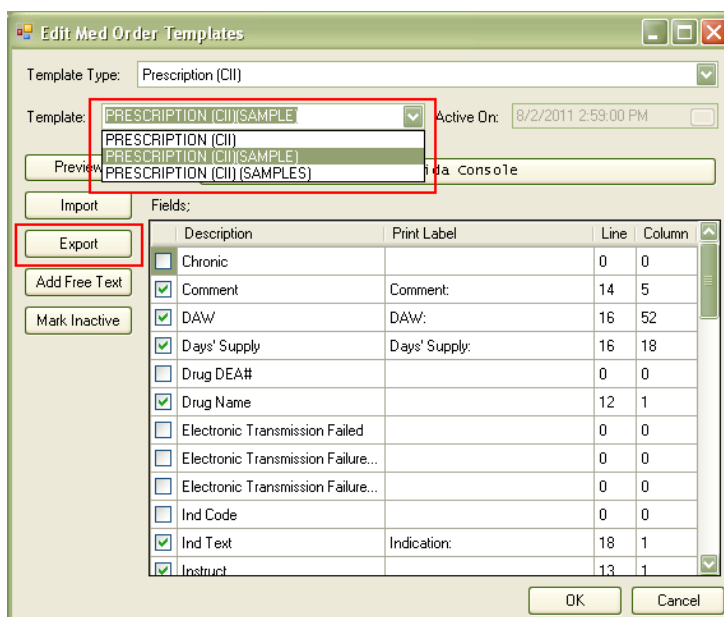 Edit Med Order Templates
Template Type: Prescription (CII)
Template: PRESCRIPTION (CII)(SAMPLE) Active On: 8/2/2011 2:59:00 PM
PRESCRIPTION (CII)
PRESCRIPTION (CII)(SAMPLE)
PRESCRIPTION (CII) (SAMPLES)
Preview Console
Import Fields;
Export
Add Free Text
Mark Inactive
Description Print Label Line Column
Chronic 0 0
Comment Comment: 14 5
DAW DAW: 16 52
Days' Supply Days' Supply: 16 18
Drug DEA# 0 0
Drug Name 12 1
Electronic Transmission Failed 0 0
Electronic Transmission Failure... 0 0
Electronic Transmission Failure... 0 0
Ind Code 0 0
Ind Text Indication: 18 1
Instruct 13 1
OK Cancel